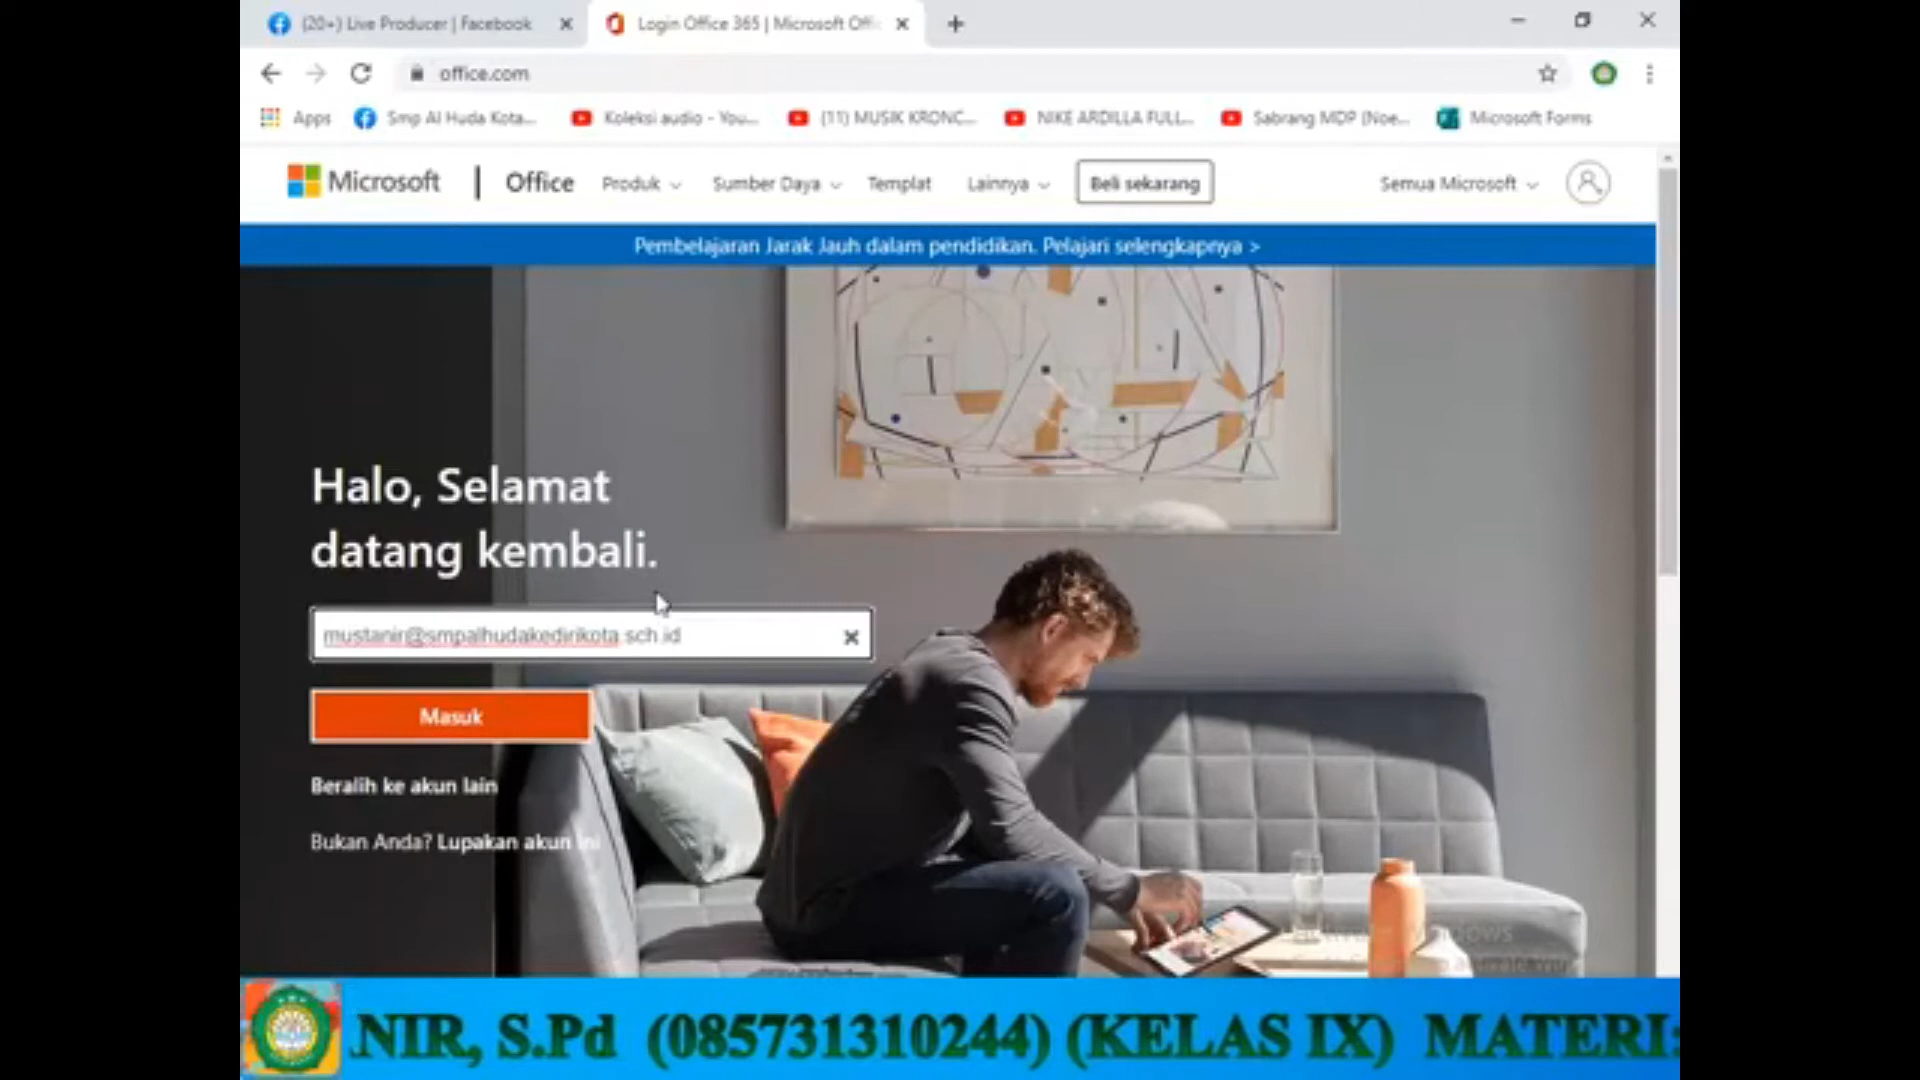 (20+) Live Producer | Facebook
Login Office 365 | Microsoft Offi
office.com
Apps
Smp Al Huda Kota...
Koleksi audio - You...
(11) MUSIK KRONC...
NIKE ARDILLA FULL...
Sabrang MDP (Noe...
Microsoft Forms
Microsoft
Office
Produk
Sumber Daya
Templat
Lainnya
Beli sekarang
Semua Microsoft
Pembelajaran Jarak Jauh dalam pendidikan. Pelajari selengkapnya >
Halo, Selamat
datang kembali.
mustanir@smpalhudakedirikota.sch.id
Masuk
Beralih ke akun lain
Bukan Anda? Lupakan akun ini
NIR, S.Pd (085731310244) (KELAS IX) MATERI: